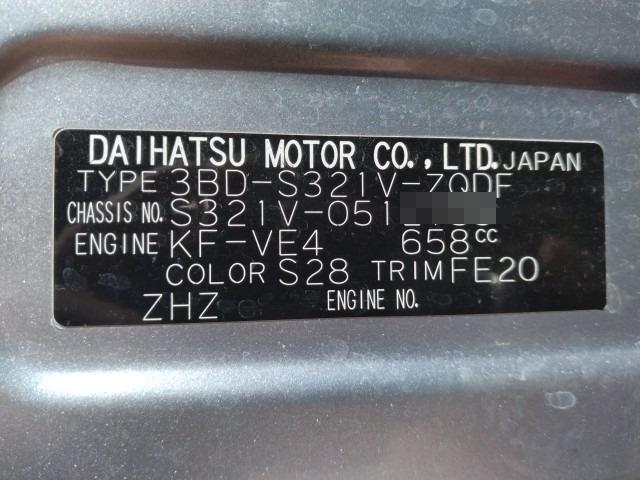 DAIHATSU MOTOR CO., LTD. JAPAN
TYPE 3BD-S321V-ZQDF
CHASSIS NO. S321V-051
ENGINE KF-VE4 658CC
COLOR S28 TRIM FE20
ZHZ ENGINE NO.